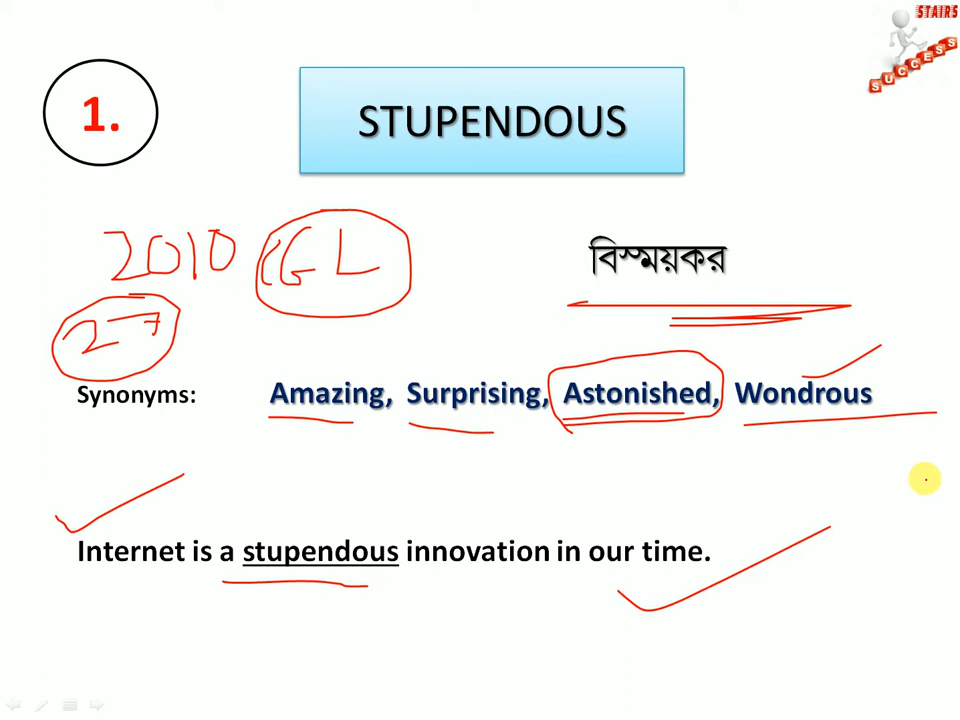 STAIRS
SUCCESS
1.
STUPENDOUS
2010 CGL
বিস্ময়কর
27
Synonyms: Amazing, Surprising, Astonished, Wondrous
Internet is a stupendous innovation in our time.